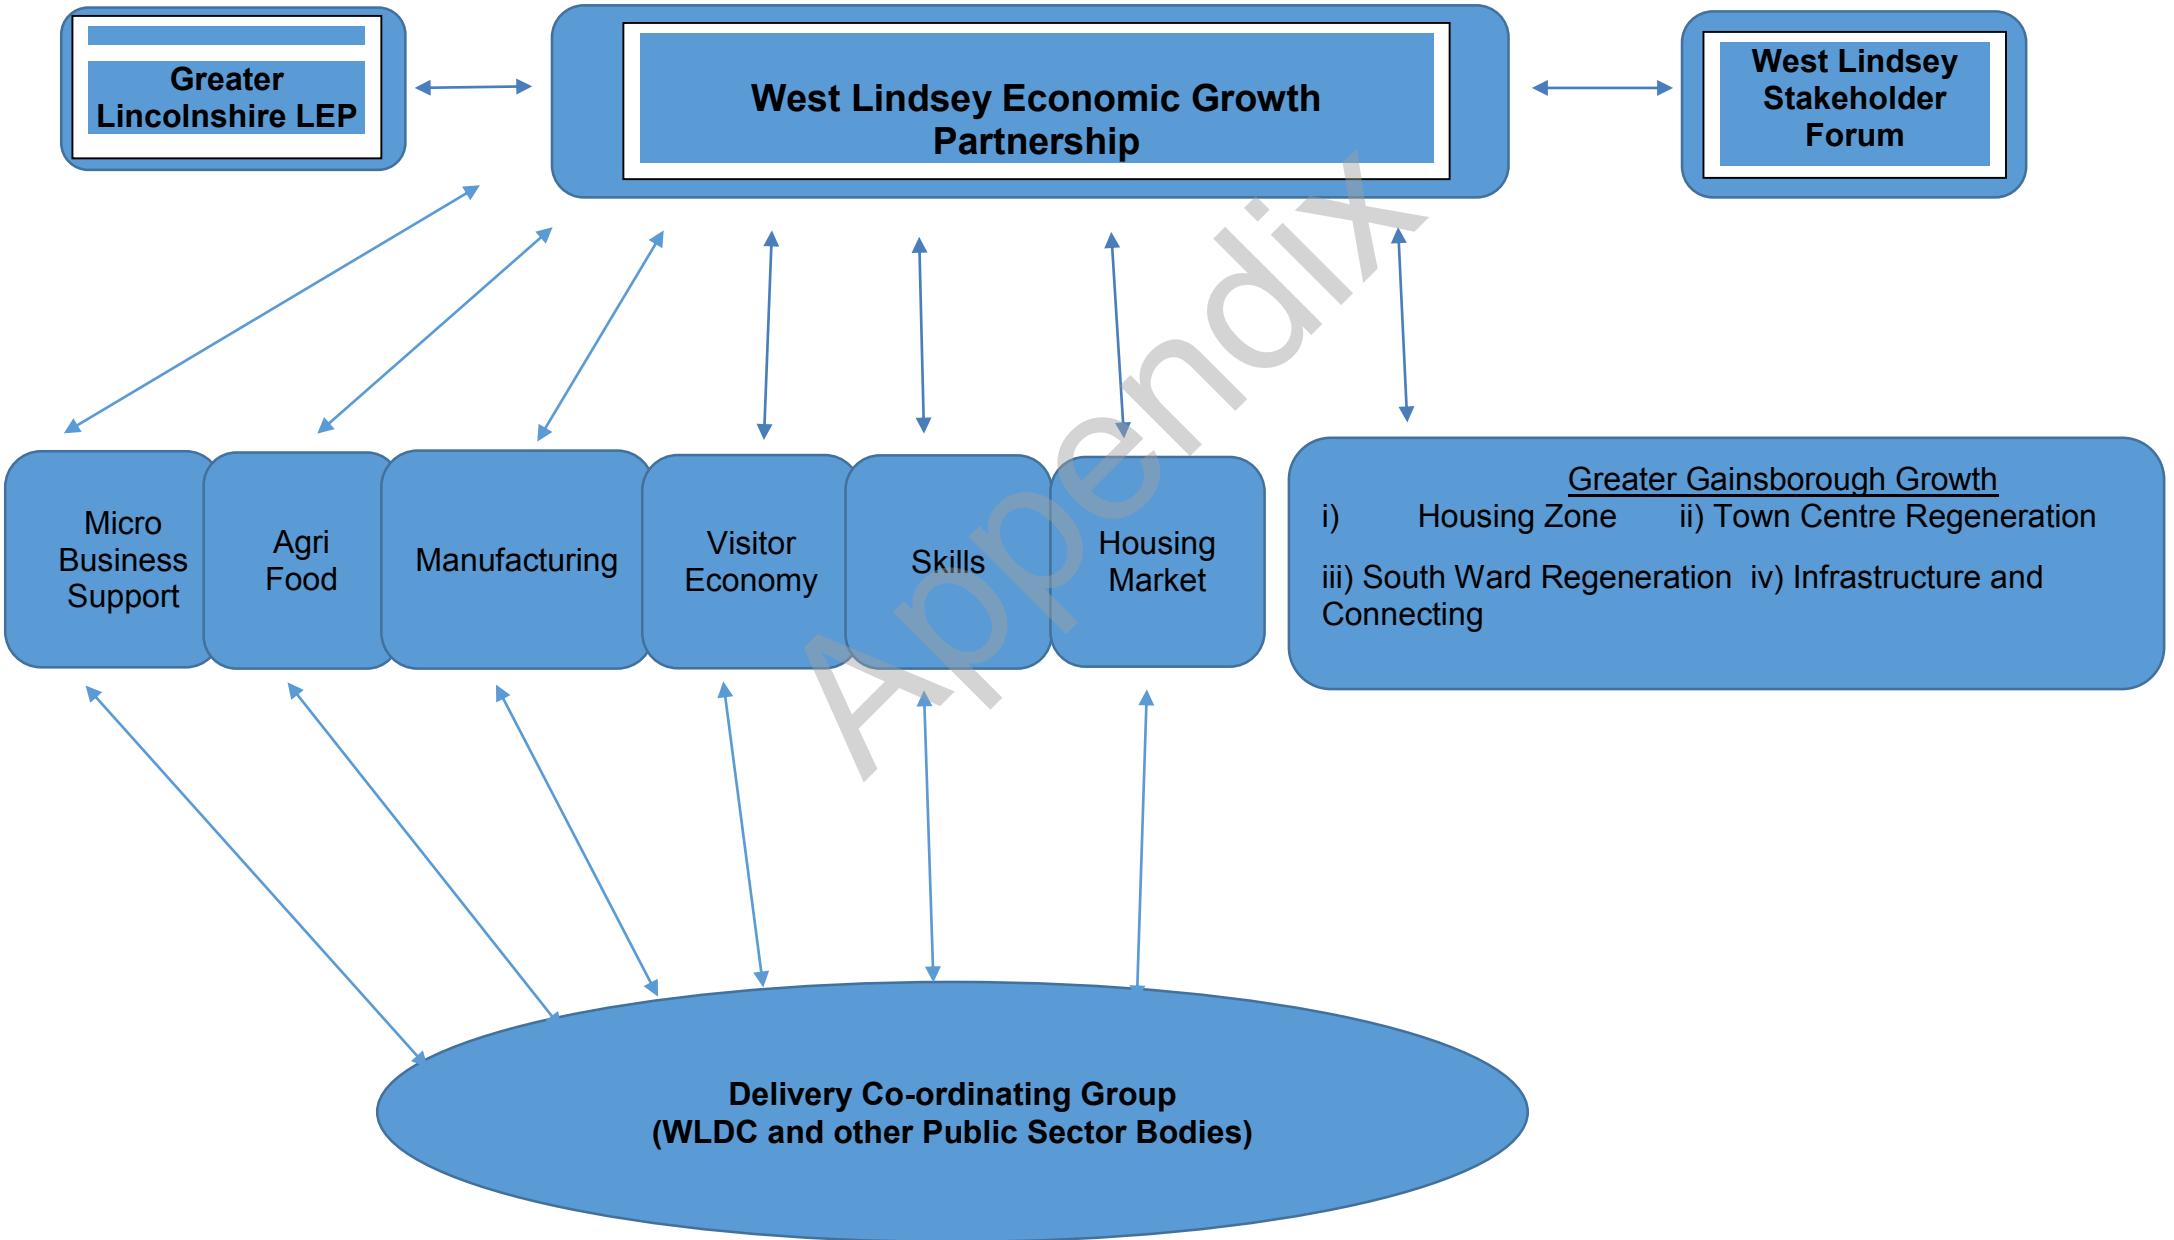 Greater
Lincolnshire LEP
West Lindsey Economic Growth
Partnership
West Lindsey
Stakeholder
Forum
Micro
Business
Support
Agri
Food
Manufacturing
Visitor
Economy
Skills
Housing
Market
Greater Gainsborough Growth
i) Housing Zone ii) Town Centre Regeneration
iii) South Ward Regeneration iv) Infrastructure and
Connecting
Appendix
Delivery Co-ordinating Group
(WLDC and other Public Sector Bodies)